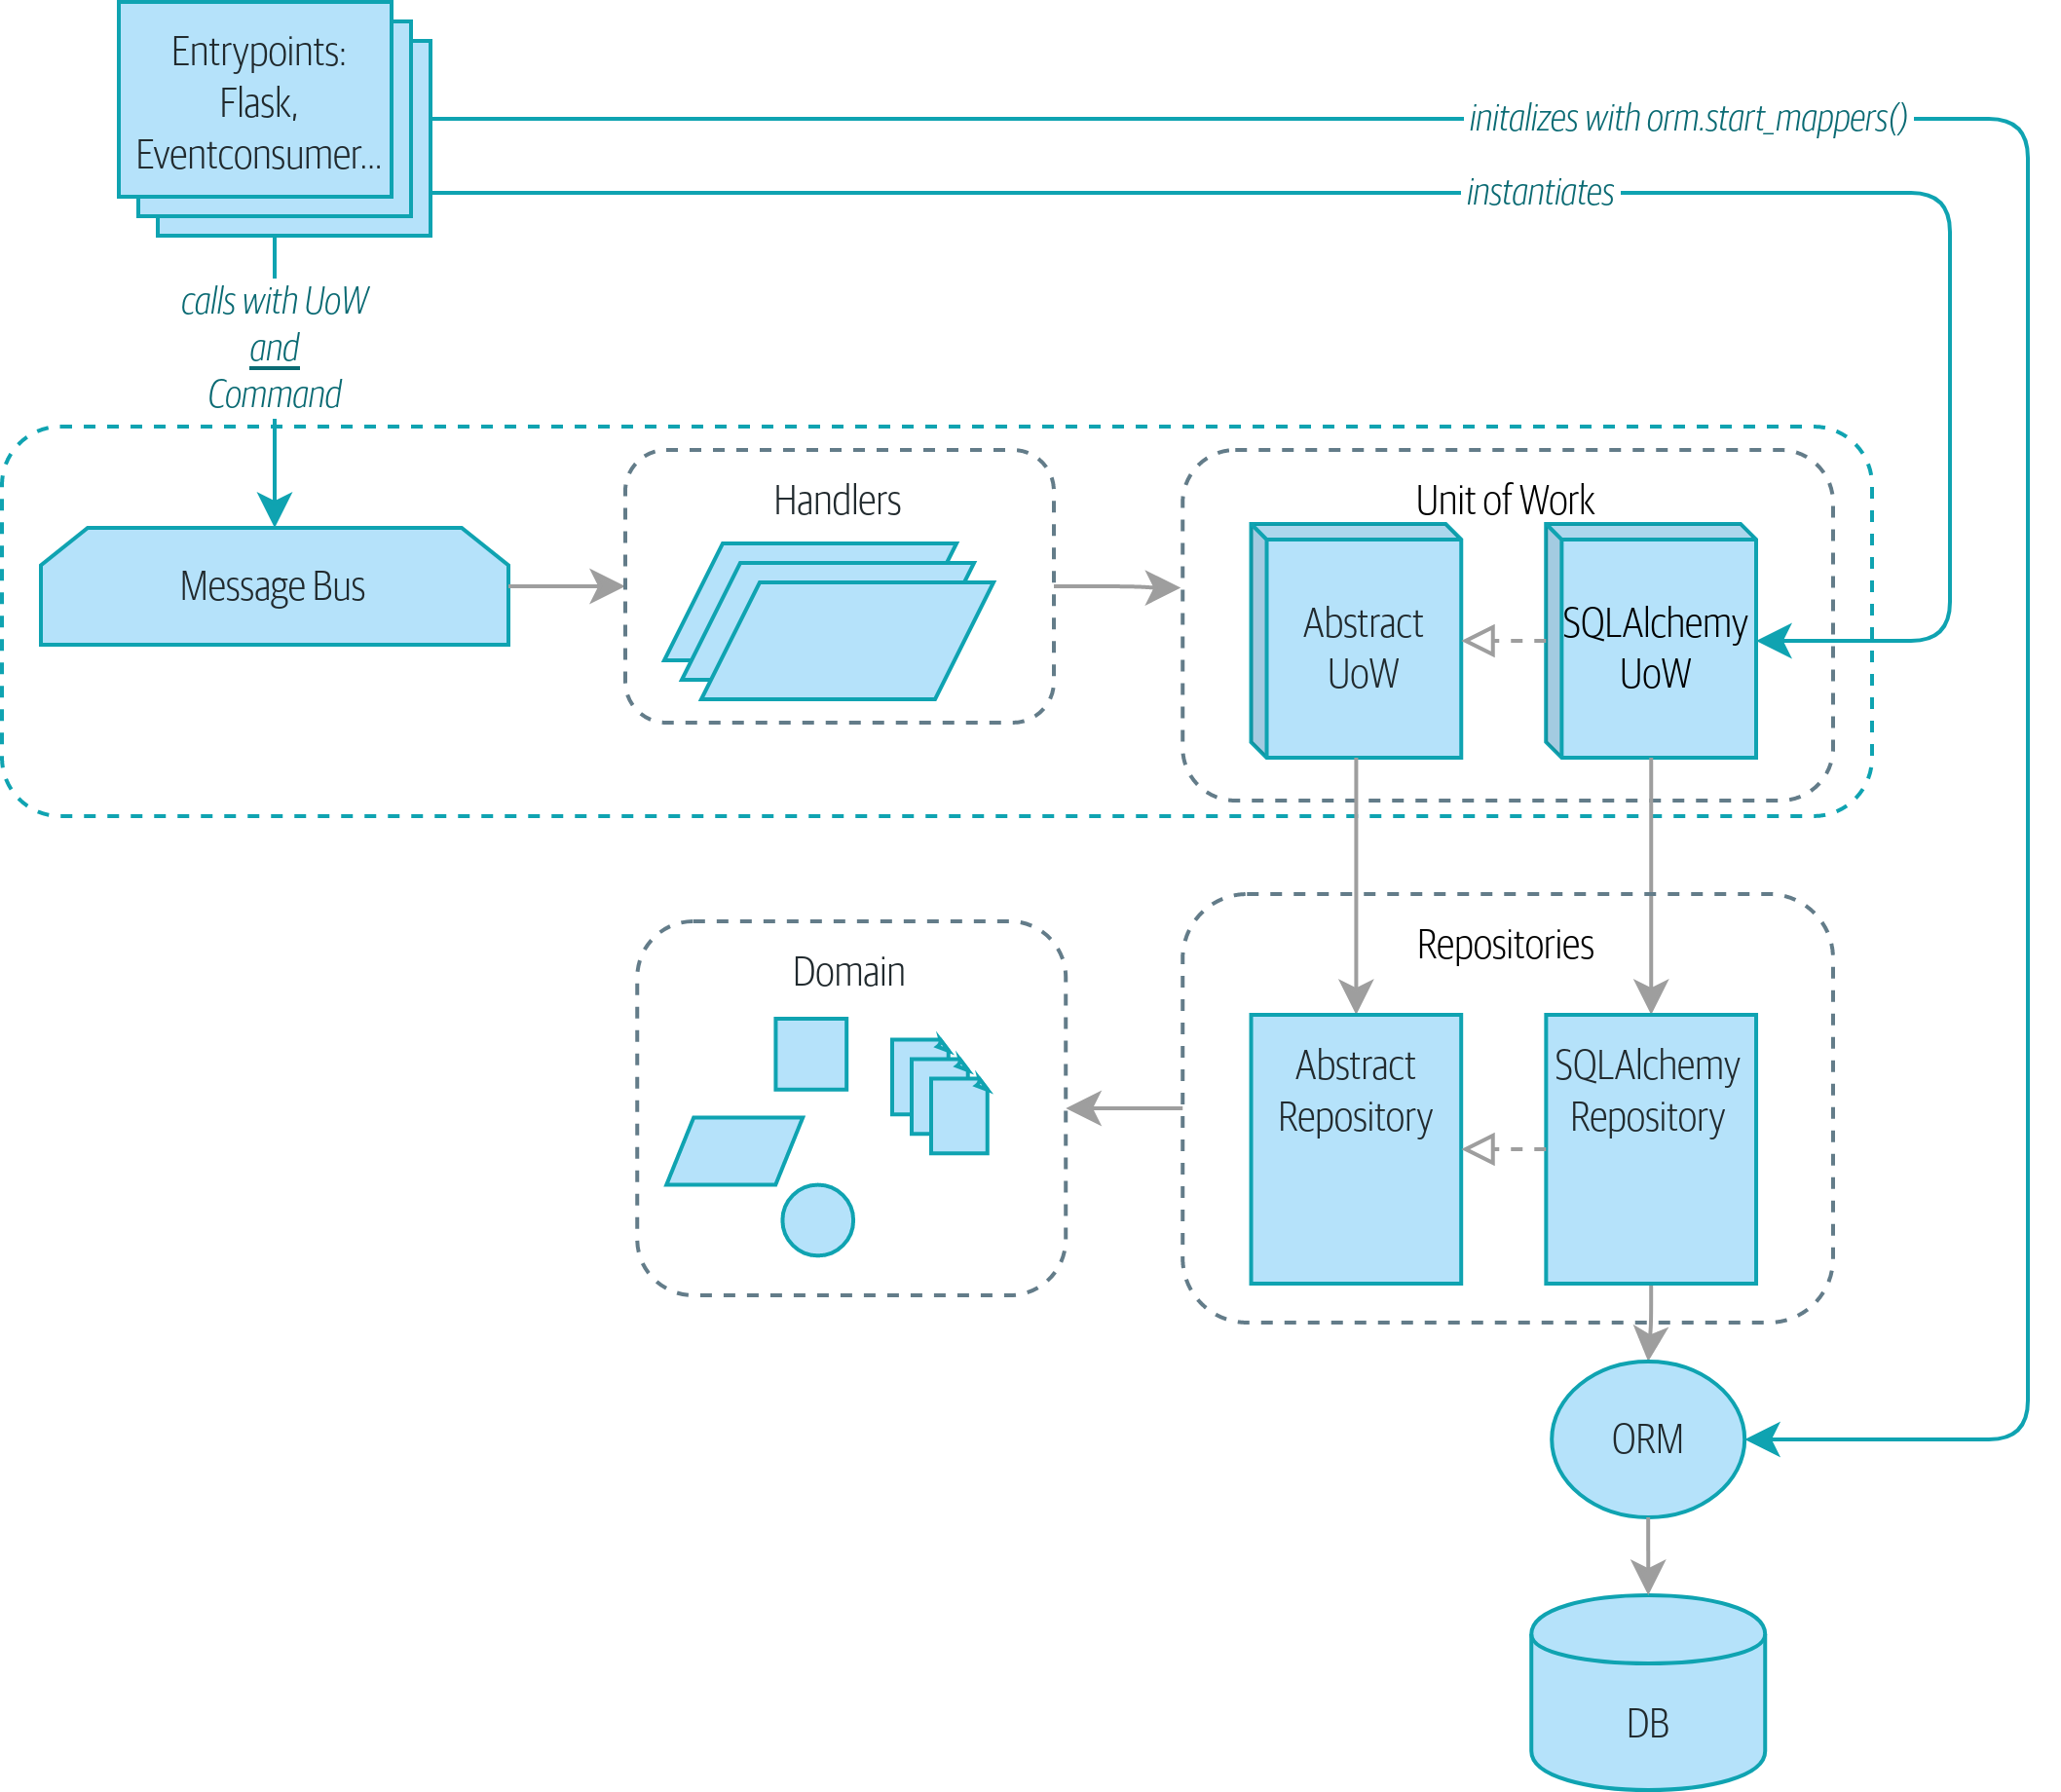 Entrypoints:
Flask,
Eventconsumer...
initalizes with orm.start_mappers()
instantiates
calls with UoW
and
Command
Message Bus
Handlers
Unit of Work
Abstract
UoW
SQLAlchemy
UoW
Domain
Repositories
Abstract
Repository
SQLAlchemy
Repository
ORM
DB